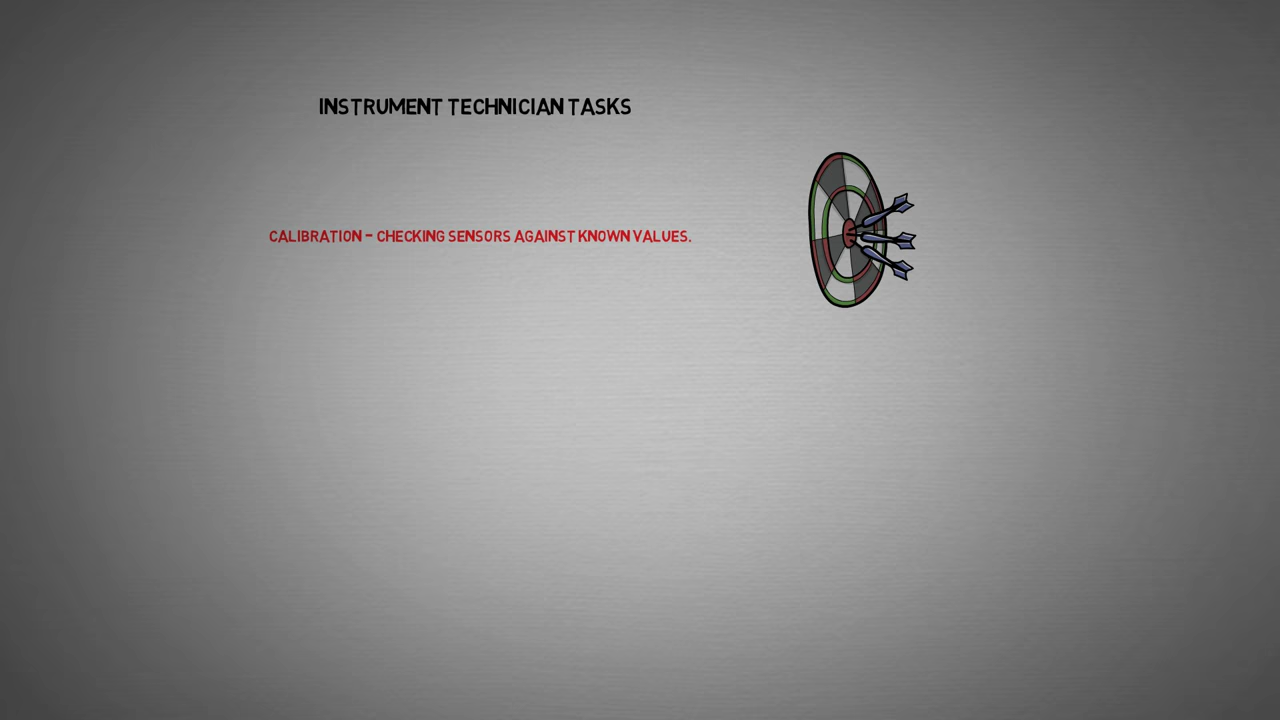 INSTRUMENT TECHNICIAN TASKS
CALIBRATION - CHECKING SENSORS AGAINST KNOWN VALUES.